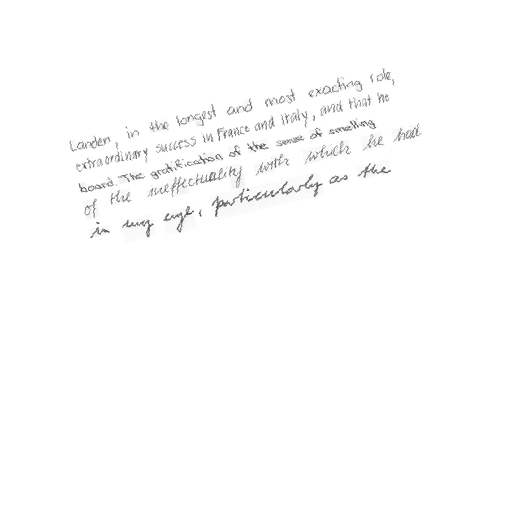 Landen, in the longest and most exacting role,
extraordinary success in France and Italy, and that he
board. The gratification of the sense of smelling
of the ineffectuality with which he had
in my eye, particularly as the